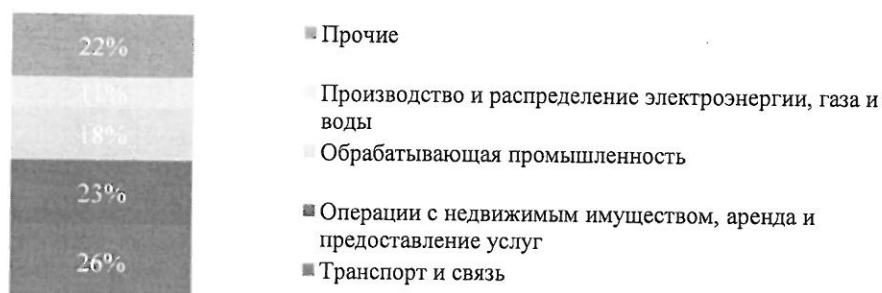 22%
11%
18%
23%
26%
Прочие
Производство и распределение электроэнергии, газа и
воды
Обрабатывающая промышленность
Операции с недвижимым имуществом, аренда и
предоставление услуг
Транспорт и связь